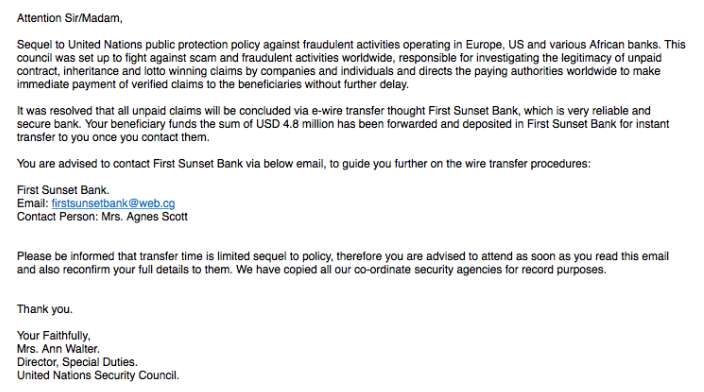 Attention Sir/Madam,
Sequel to United Nations public protection policy against fraudulent activities operating in Europe, US and various African banks. This
council was set up to fight against scam and fraudulent activities worldwide, responsible for investigating the legitimacy of unpaid
contract, inheritance and lotto winning claims by companies and individuals and directs the paying authorities worldwide to make
immediate payment of verified claims to the beneficiaries without further delay.
It was resolved that all unpaid claims will be concluded via e-wire transfer thought First Sunset Bank, which is very reliable and
secure bank. Your beneficiary funds the sum of USD 4.8 million has been forwarded and deposited in First Sunset Bank for instant
transfer to you once you contact them.
You are advised to contact First Sunset Bank via below email, to guide you further on the wire transfer procedures:
First Sunset Bank.
Email: firstsunsetbank@web.cg
Contact Person: Mrs. Agnes Scott
Please be informed that transfer time is limited sequel to policy, therefore you are advised to attend as soon as you read this email
and also reconfirm your full details to them. We have copied all our co-ordinate security agencies for record purposes.
Thank you.
Your Faithfully,
Mrs. Ann Walter.
Director, Special Duties.
United Nations Security Council.